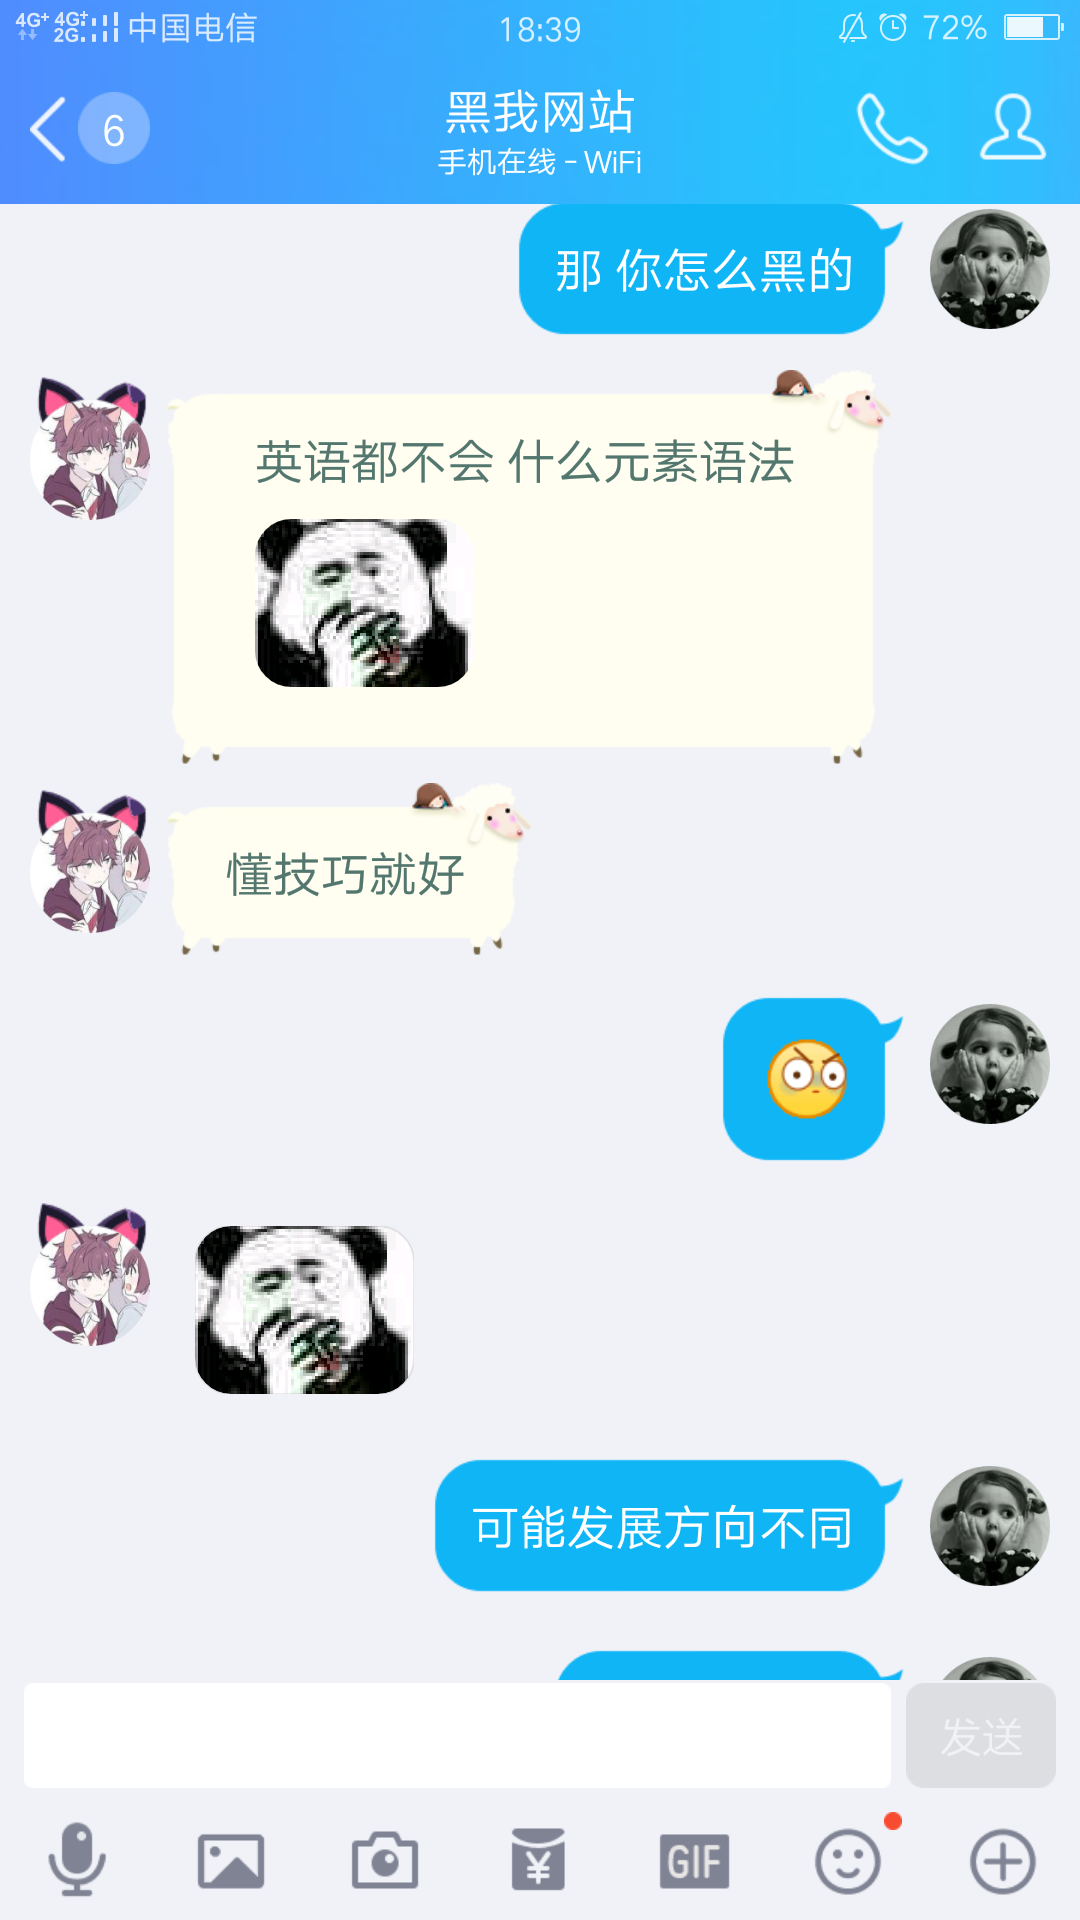 4G+ 4G+ 2G 中国电信 18:39 72%
6
黑我网站
手机在线 - WiFi
那 你怎么黑的
英语都不会 什么元素语法
懂技巧就好
可能发展方向不同
发送
¥
GIF